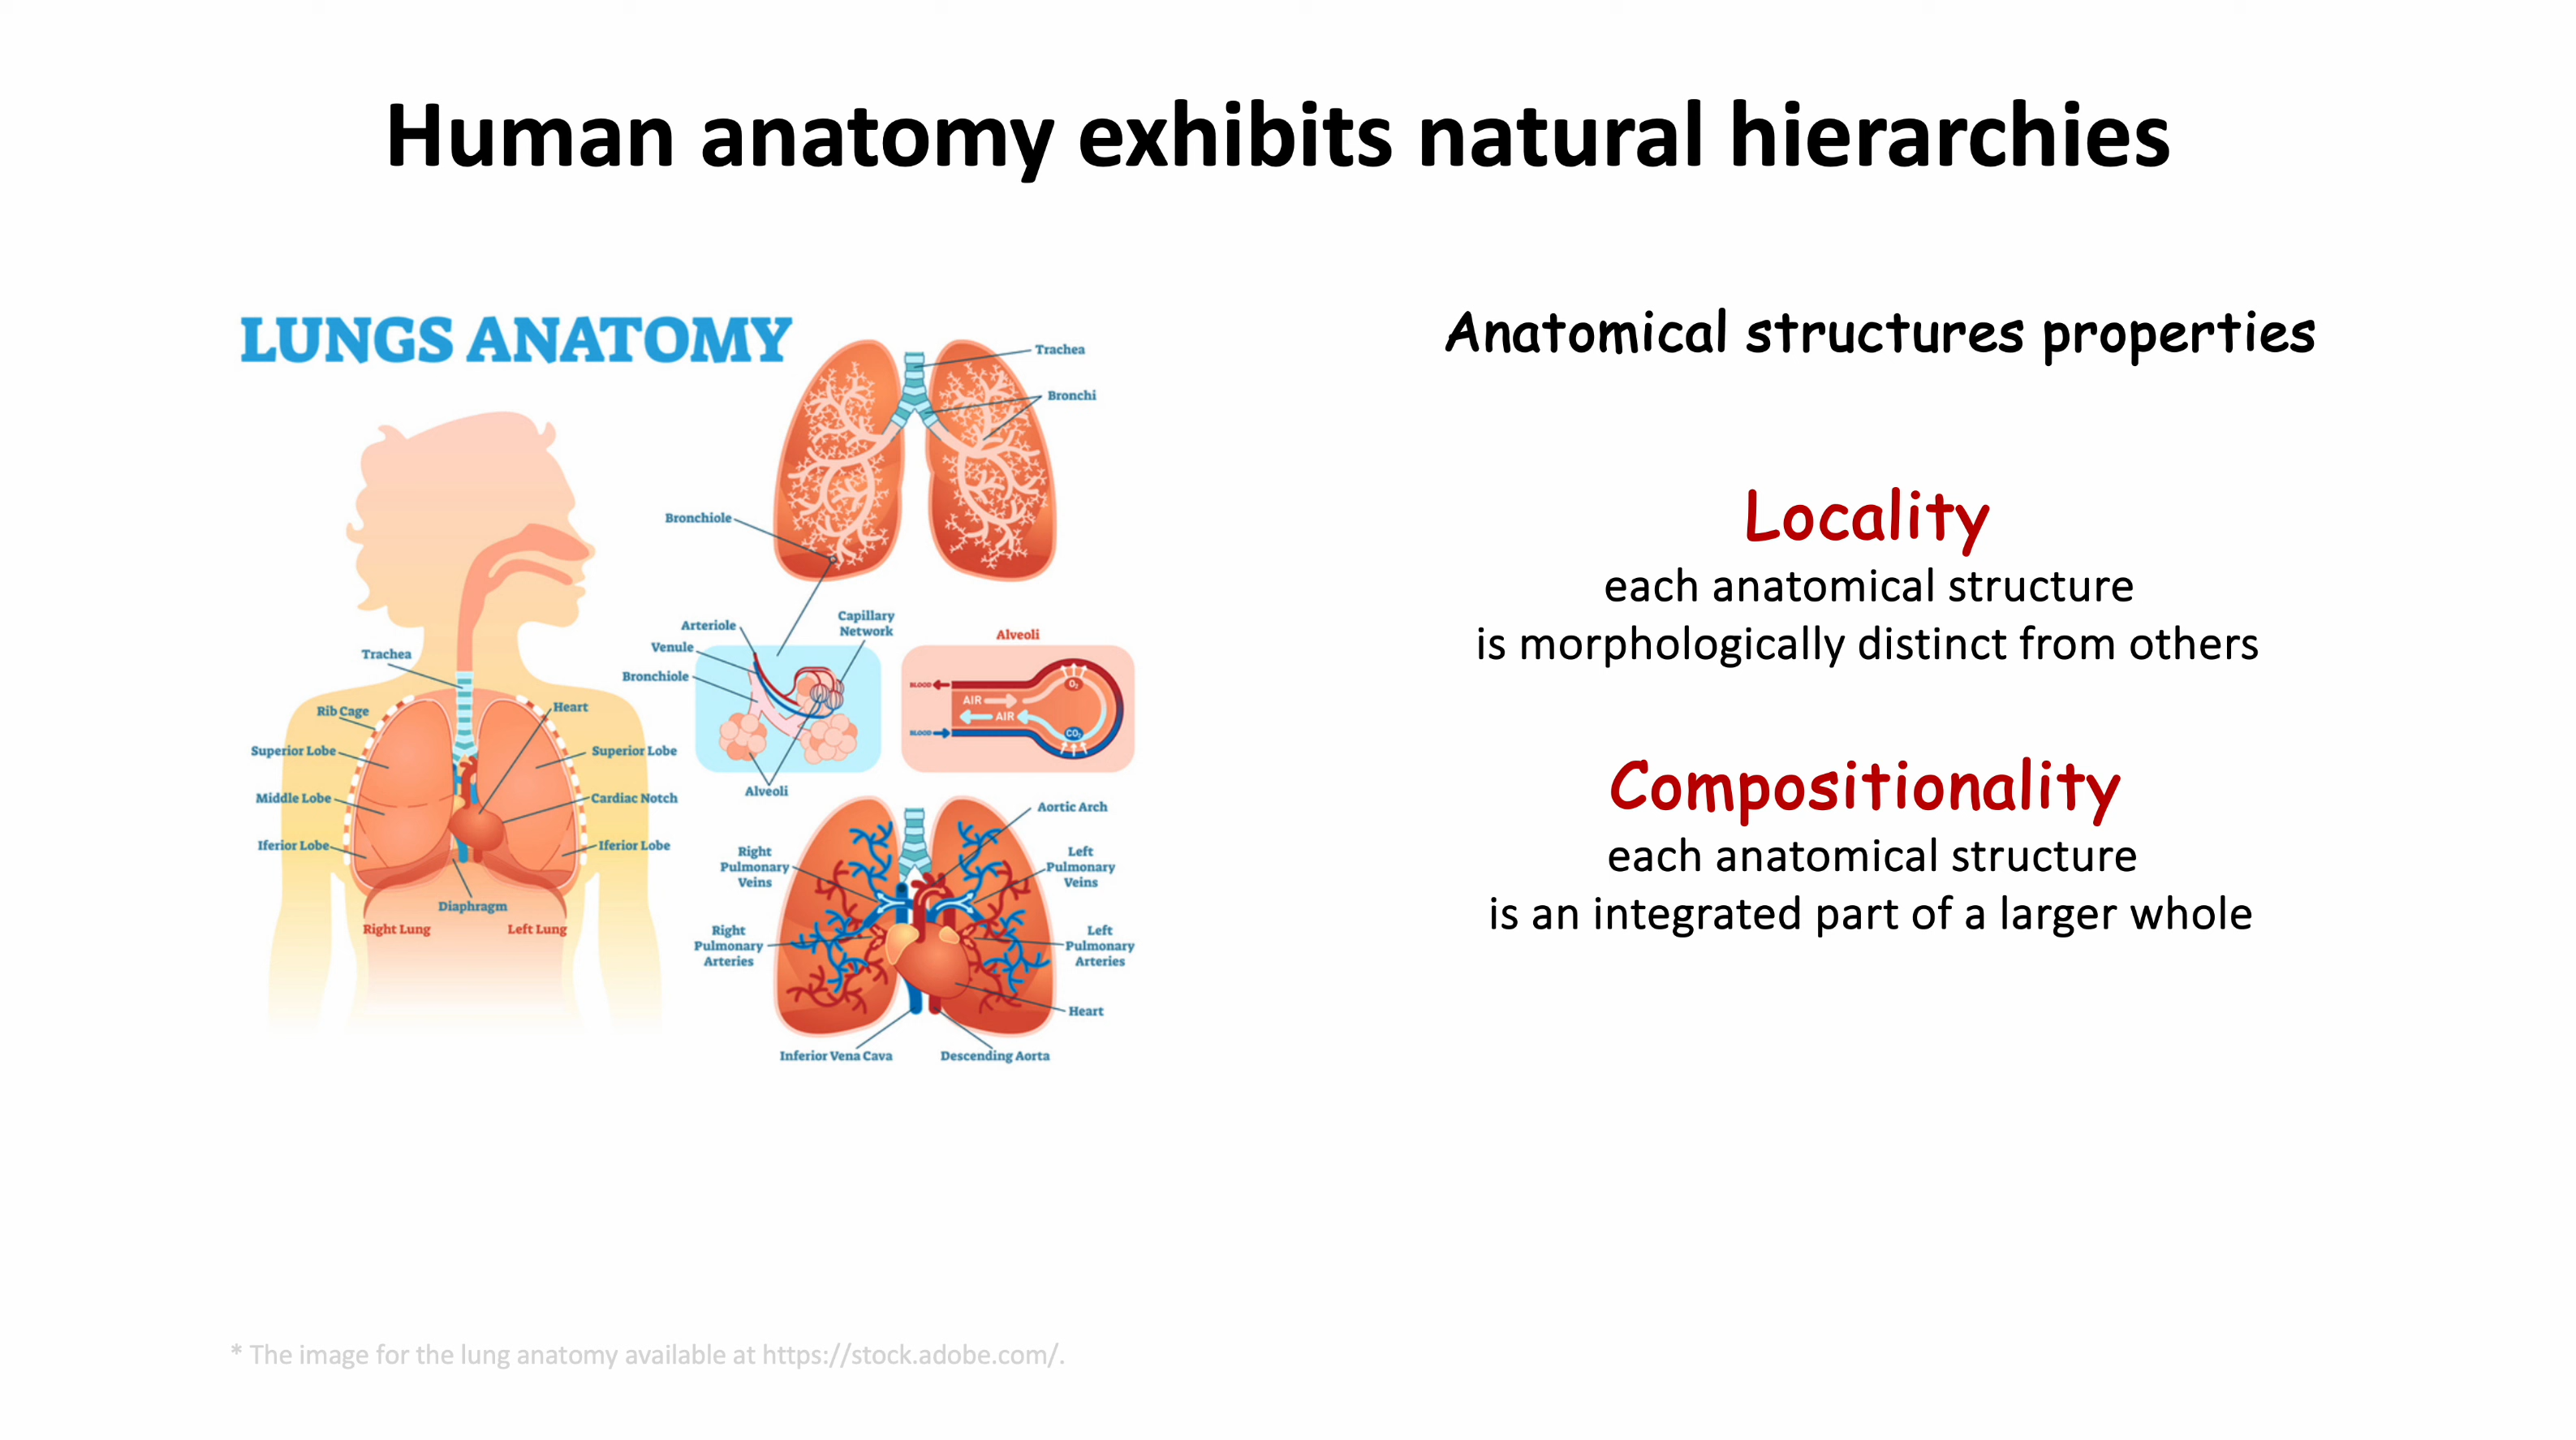 Human anatomy exhibits natural hierarchies
LUNGS ANATOMY
Trachea
Bronchi
Bronchiole
Arteriole
Venule
Bronchiole
Capillary
Network
Alveoli
Alveoli
BLOOD
AIR
AIR
BLOOD
O₂
CO₂
Trachea
Rib Cage
Superior Lobe
Middle Lobe
Iferior Lobe
Heart
Superior Lobe
Cardiac Notch
Iferior Lobe
Diaphragm
Right Lung
Left Lung
Aortic Arch
Right
Pulmonary
Veins
Left
Pulmonary
Veins
Right
Pulmonary
Arteries
Left
Pulmonary
Arteries
Heart
Inferior Vena Cava
Descending Aorta
Anatomical structures properties
Locality
each anatomical structure
is morphologically distinct from others
Compositionality
each anatomical structure
is an integrated part of a larger whole
* The image for the lung anatomy available at https://stock.adobe.com/.